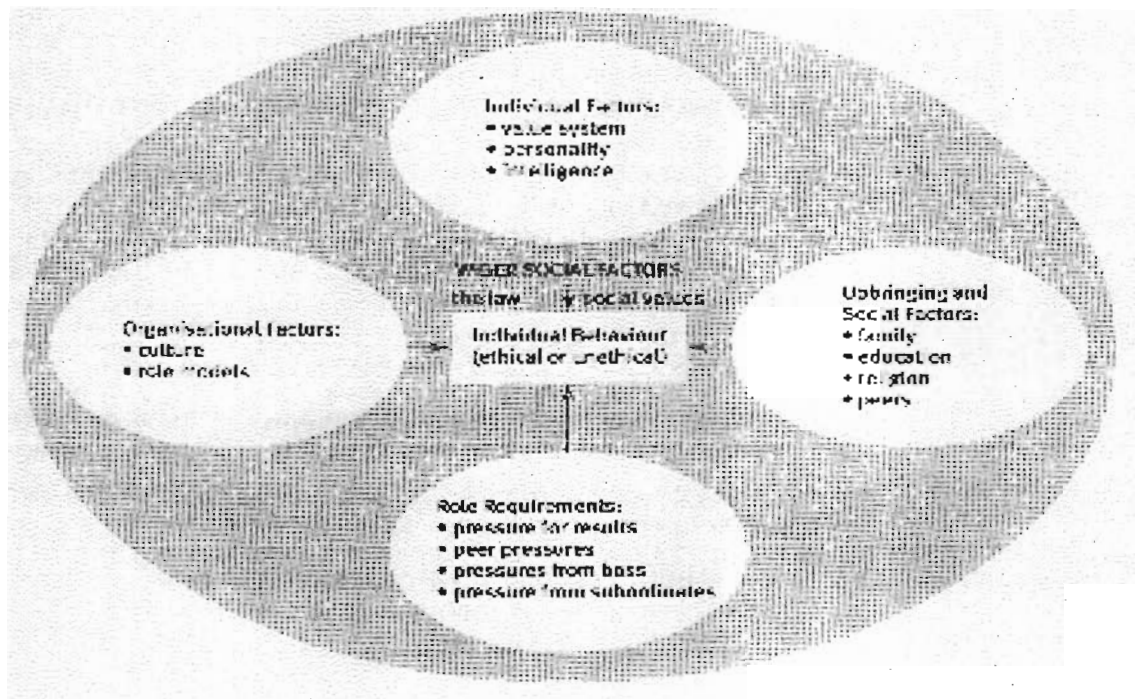 Individual Factors:
• value system
• personality
• intelligence
WIDER SOCIAL FACTORS
the law social values
Individual Behaviour
(ethical or unethical)
Organisational Factors:
• culture
• role models
Upbringing and
Social Factors:
• family
• education
• religion
• peers
Role Requirements:
• pressure for results
• peer pressures
• pressures from boss
• pressure from subordinates